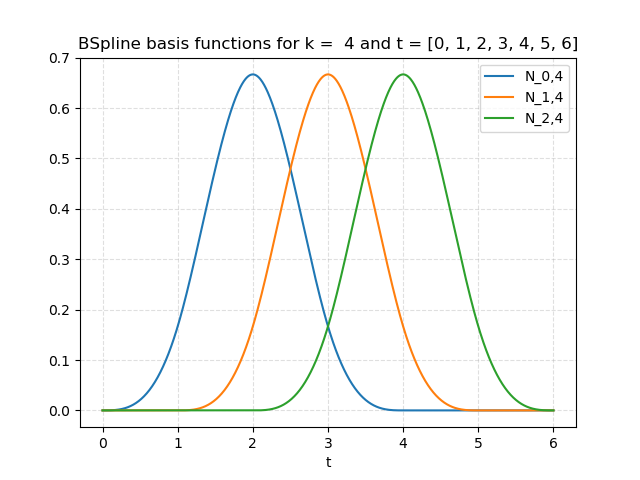 BSpline basis functions for k =  4 and t = [0, 1, 2, 3, 4, 5, 6]
0.7
0.6
0.5
0.4
0.3
0.2
0.1
0.0
N_0,4
N_1,4
N_2,4
0 1 2 3 4 5 6
t